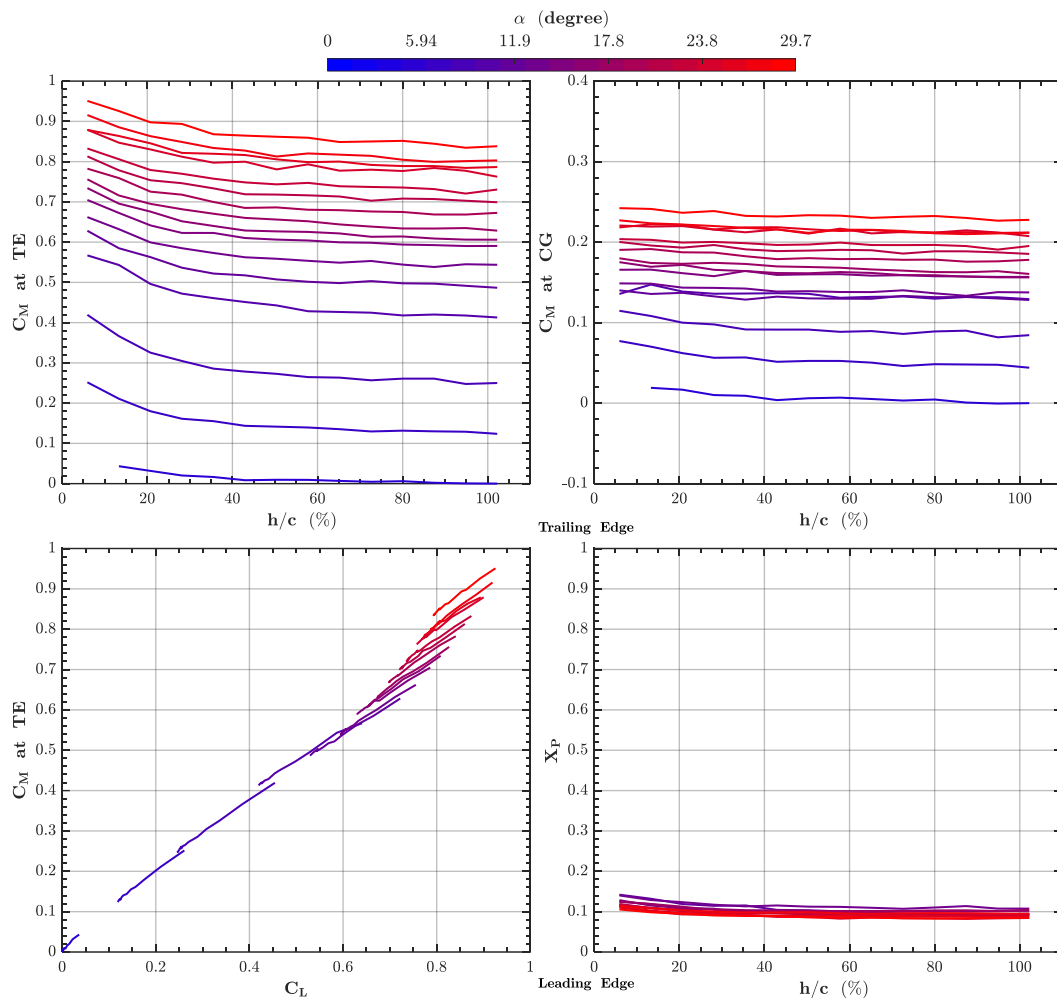 α (degree)
0 5.94 11.9 17.8 23.8 29.7
C_M at TE
1
0.9
0.8
0.7
0.6
0.5
0.4
0.3
0.2
0.1
0
0 20 40 60 80 100
h/c (%)
C_M at CG
0.4
0.3
0.2
0.1
0
-0.1
0 20 40 60 80 100
h/c (%)
Trailing Edge
C_M at TE
1
0.9
0.8
0.7
0.6
0.5
0.4
0.3
0.2
0.1
0
0 0.2 0.4 0.6 0.8 1
C_L
X_P
1
0.9
0.8
0.7
0.6
0.5
0.4
0.3
0.2
0.1
0
0 20 40 60 80 100
h/c (%)
Leading Edge